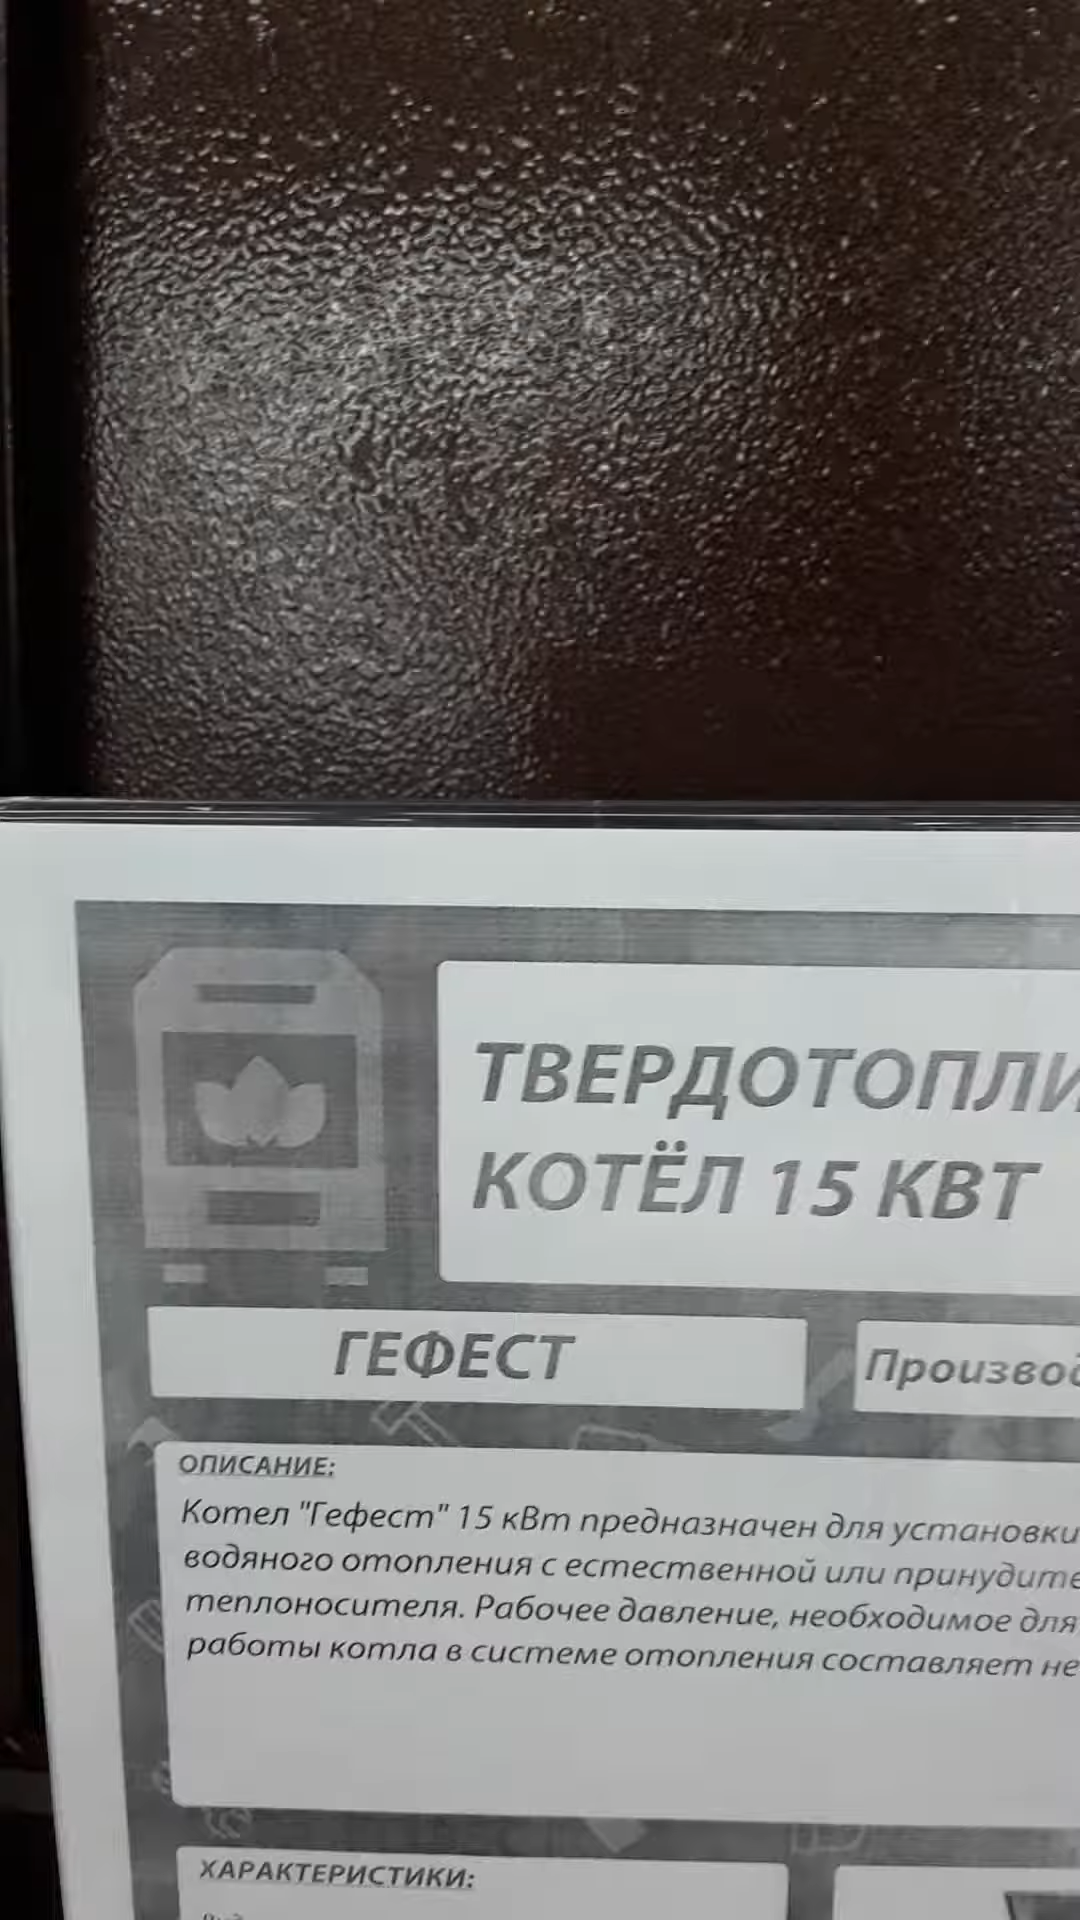 ТВЕРДОТОПЛИ
КОТЁЛ 15 КВТ
ГЕФЕСТ
Произвоd
ОПИСАНИЕ:
Котел "Гефест" 15 кВт предназначен для установки
водяного отопления с естественной или принудите
теплоносителя. Рабочее давление, необходимое для
работы котла в системе отопления составляет не
ХАРАКТЕРИСТИКИ: